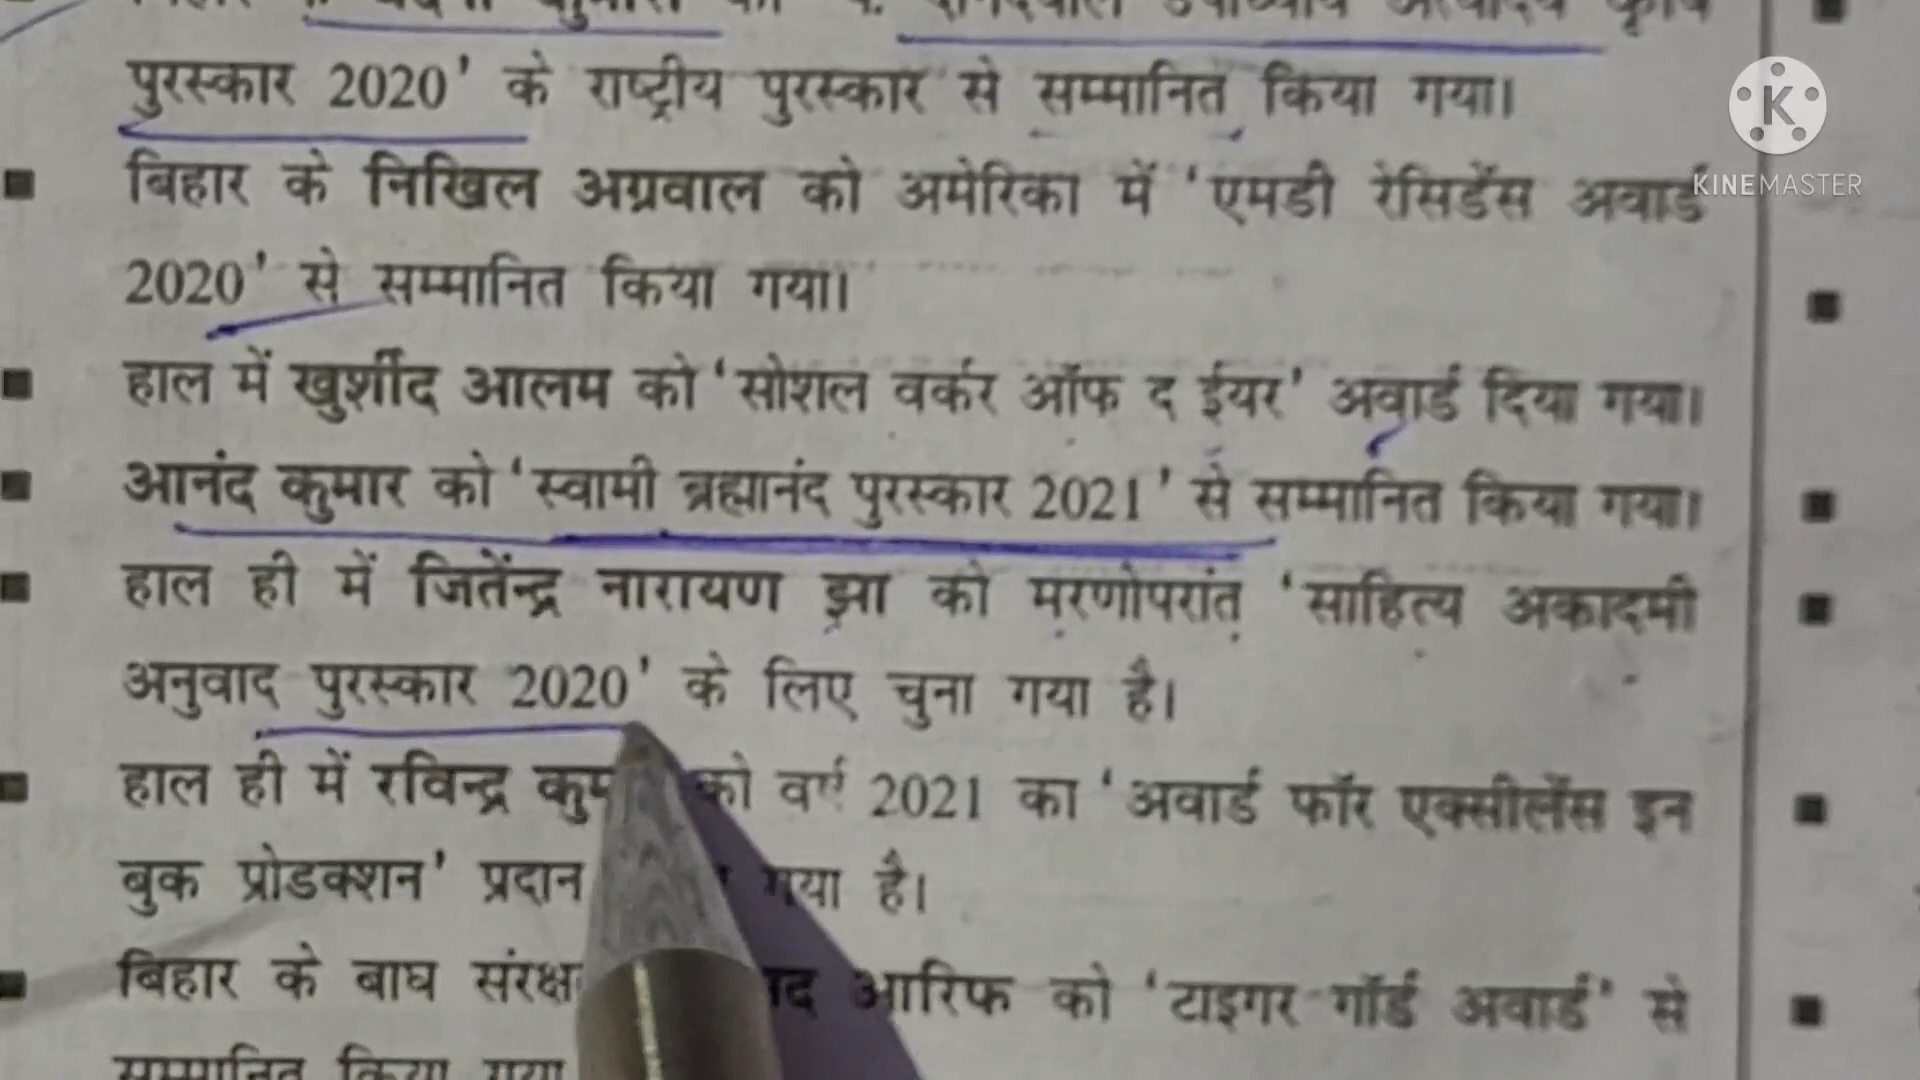 पुरस्कार 2020' के राष्ट्रीय पुरस्कार से सम्मानित किया गया।
बिहार के निखिल अग्रवाल को अमेरिका में 'एमडी रेसिडेंस अवार्ड
2020' से सम्मानित किया गया।
हाल में खुर्शीद आलम को 'सोशल वर्कर ऑफ द ईयर' अवार्ड दिया गया।
आनंद कुमार को 'स्वामी ब्रह्मानंद पुरस्कार 2021' से सम्मानित किया गया।
हाल ही में जितेंन्द्र नारायण झा को मरणोपरांत 'साहित्य अकादमी
अनुवाद पुरस्कार 2020' के लिए चुना गया है।
हाल ही में रविन्द्र को वर्ष 2021 का 'अवार्ड फॉर एक्सीलेंस इन
बुक प्रोडक्शन' प्रदान गया है।
बिहार के बाघ आरिफ को 'टाइगर गॉर्ड अवार्ड' से
सम्मानित किया गया
K
KINEMASTER